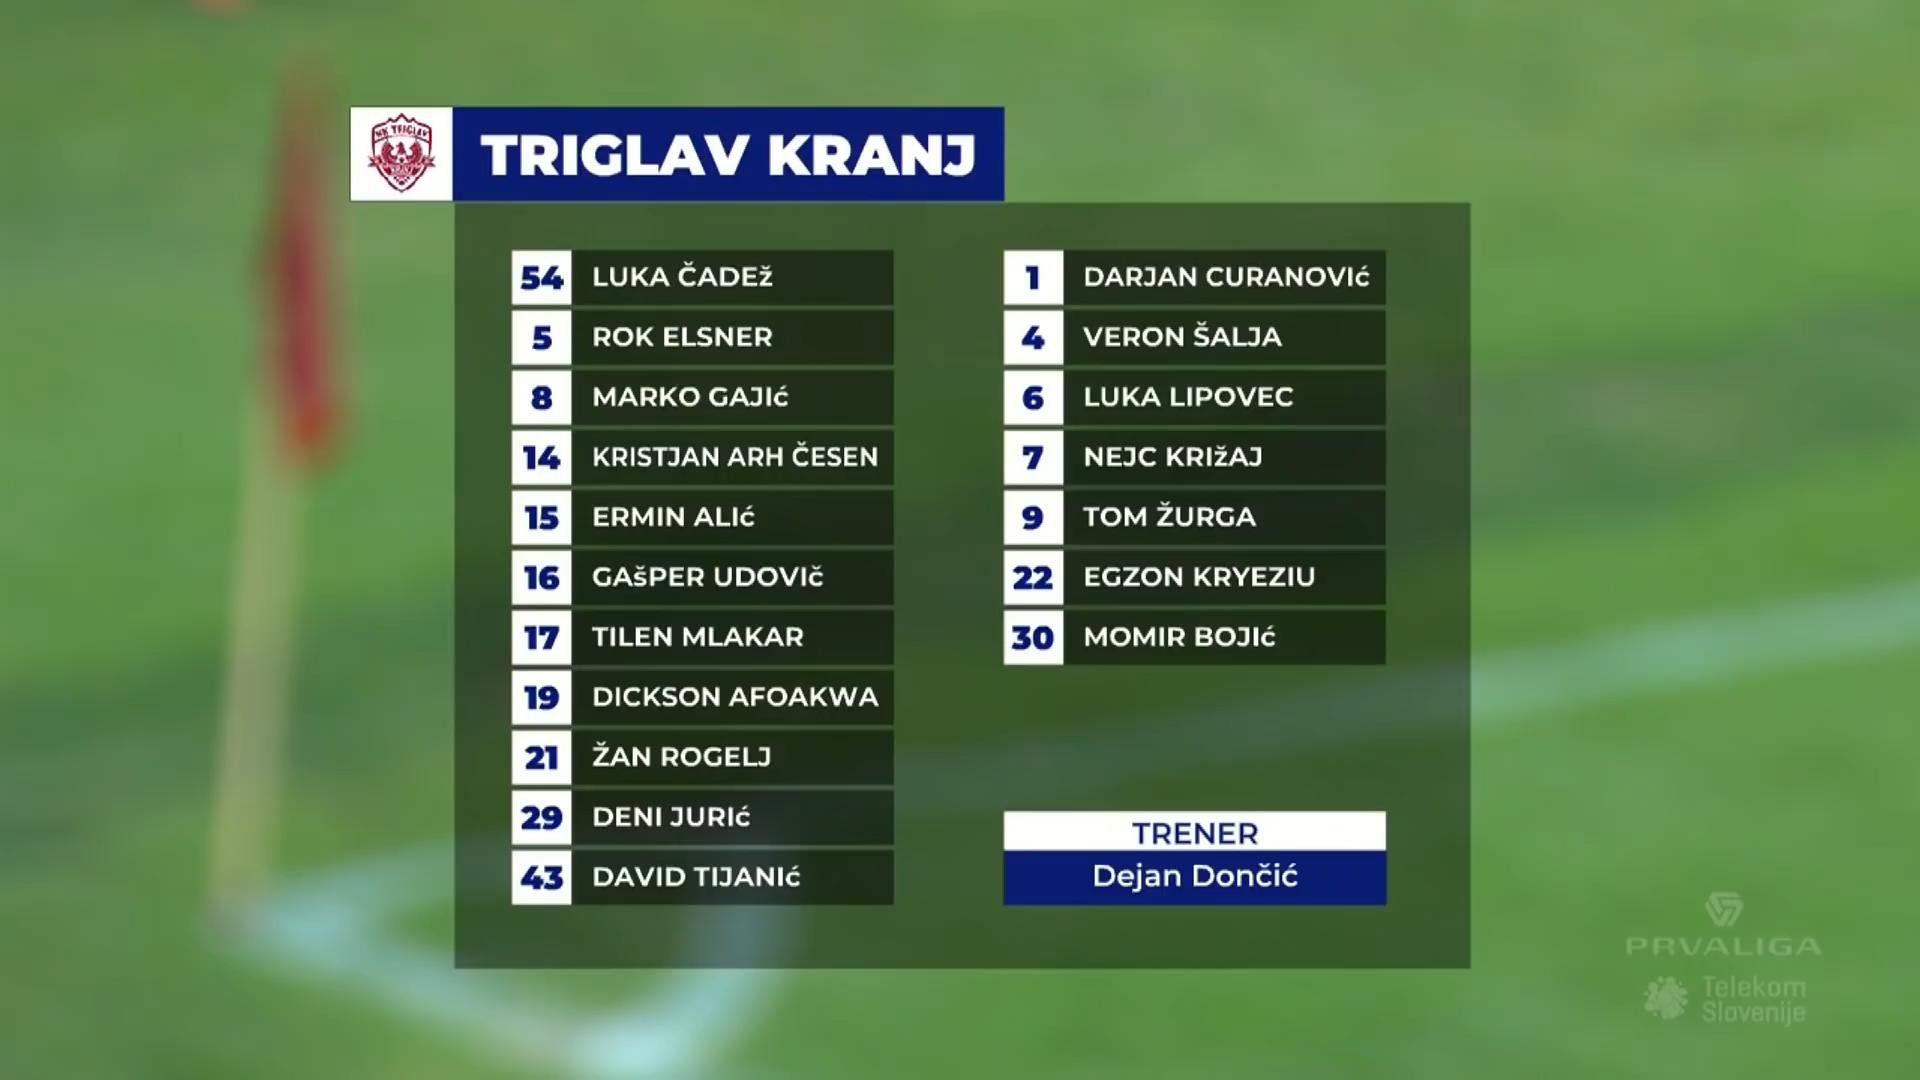 NK TRIGLAV
KRANJ
TRIGLAV KRANJ
54 LUKA ČADEž
5 ROK ELSNER
8 MARKO GAJIć
14 KRISTJAN ARH ČESEN
15 ERMIN ALIć
16 GAšPER UDOVIč
17 TILEN MLAKAR
19 DICKSON AFOAKWA
21 ŽAN ROGELJ
29 DENI JURIć
43 DAVID TIJANIć
1 DARJAN CURANOVIć
4 VERON ŠALJA
6 LUKA LIPOVEC
7 NEJC KRIžAJ
9 TOM ŽURGA
22 EGZON KRYEZIU
30 MOMIR BOJIć
TRENER
Dejan Dončić
PRVALIGA
Telekom
Slovenije